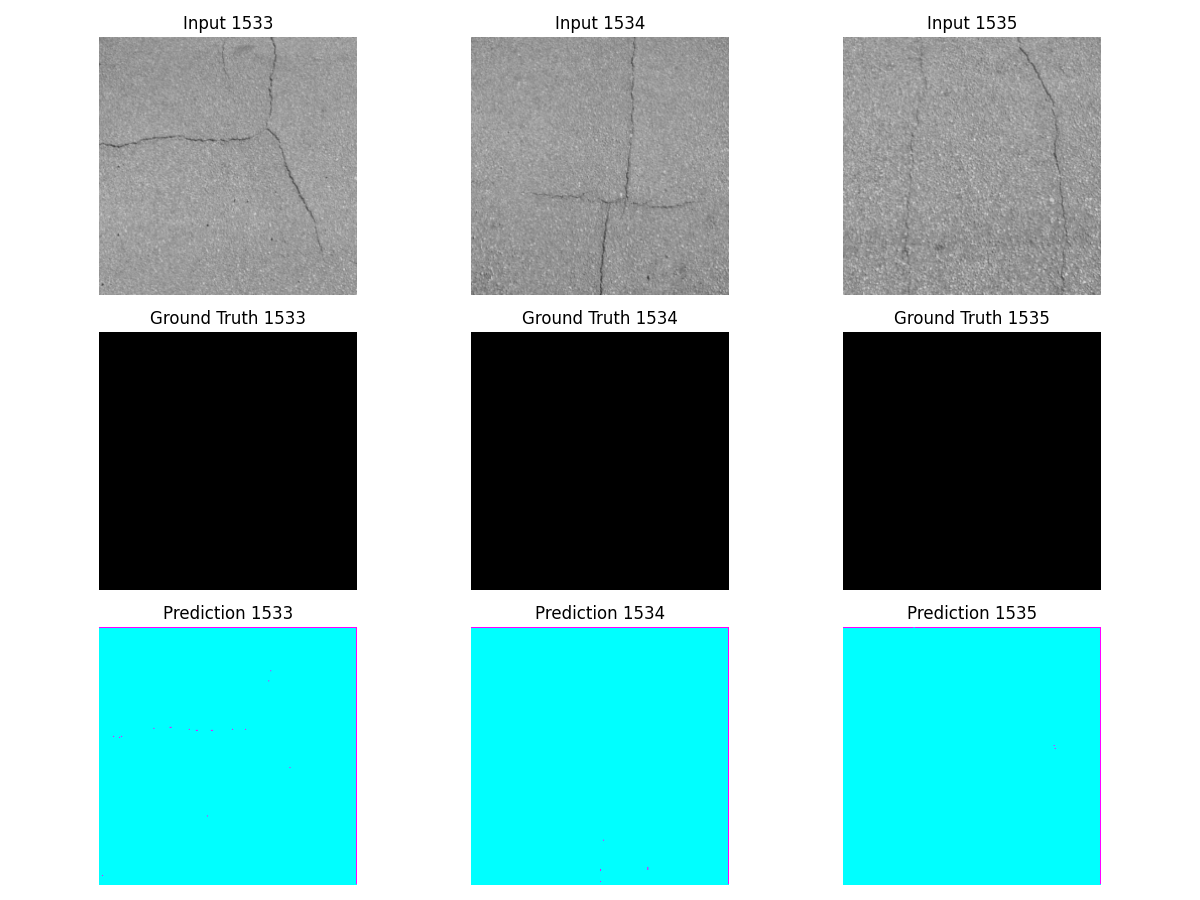 Input 1533
Input 1534
Input 1535
Ground Truth 1533
Ground Truth 1534
Ground Truth 1535
Prediction 1533
Prediction 1534
Prediction 1535